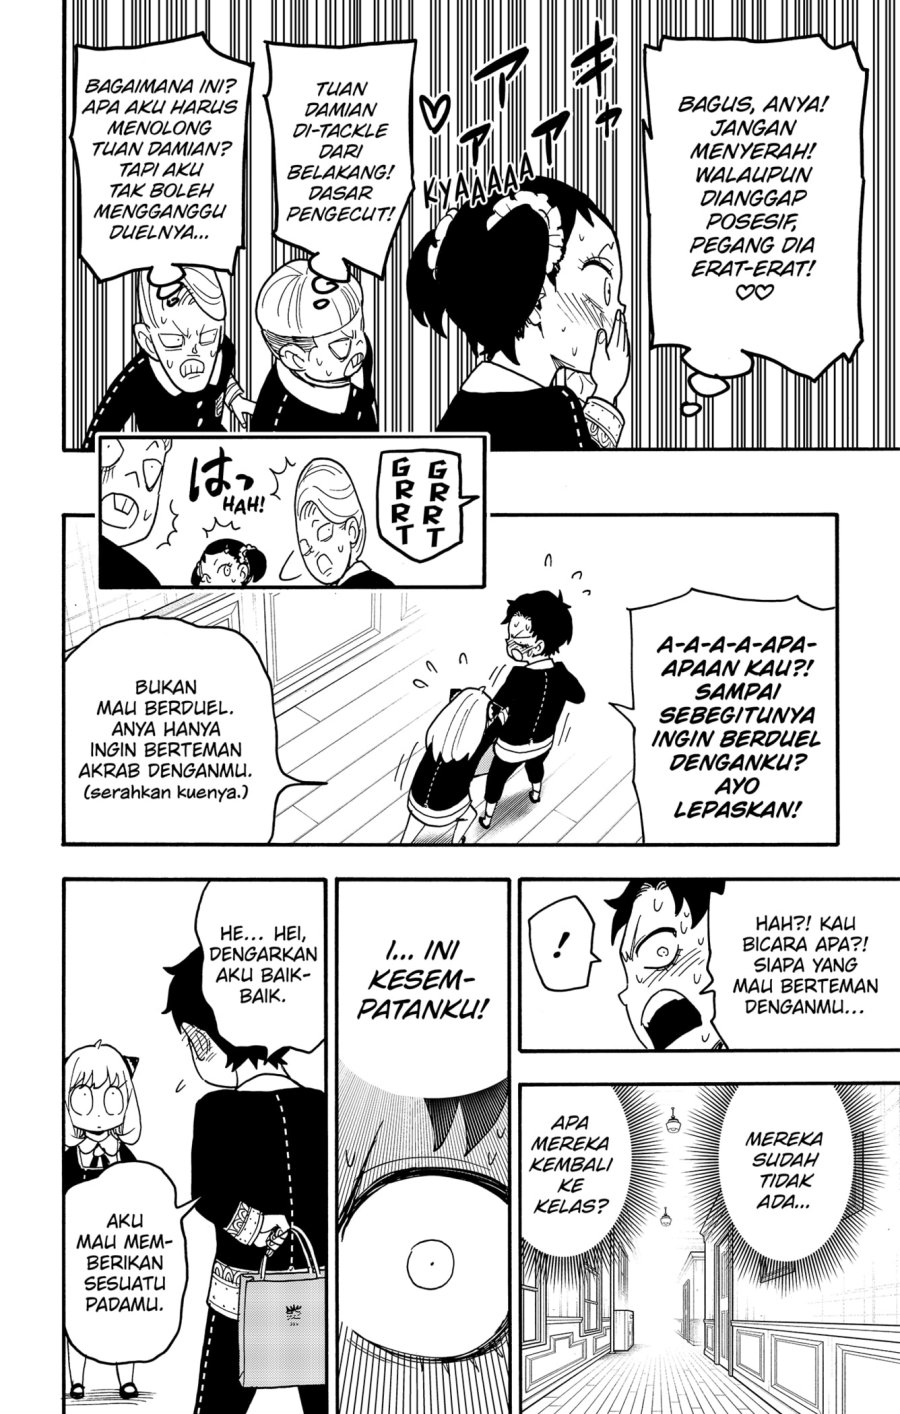 BAGUS, ANYA!
JANGAN
MENYERAH!
WALAUPUN
DIANGGAP
POSESIF,
PEGANG DIA
ERAT-ERAT!
♡♡
キャアアアア
♡
KYAAAAAA
TUAN
DAMIAN
DI-TACKLE
DARI
BELAKANG!
DASAR
PENGECUT!
BAGAIMANA INI?
APA AKU HARUS
MENOLONG
TUAN DAMIAN?
TAPI AKU
TAK BOLEH
MENGGANGGU
DUELNYA...
GRRT
GRRT
はっ
HAH!
A-A-A-A-APA-
APAAN KAU?!
SAMPAI
SEBEGITUNYA
INGIN BERDUEL
DENGANKU?
AYO
LEPASKAN!
BUKAN
MAU BERDUEL.
ANYA HANYA
INGIN BERTEMAN
AKRAB DENGANMU.
(serahkan kuenya.)
HAH?! KAU
BICARA APA?!
SIAPA YANG
MAU BERTEMAN
DENGANMU...
!
MEREKA
SUDAH
TIDAK
ADA...
APA
MEREKA
KEMBALI
KE
KELAS?
I... INI
KESEM-
PATANKU!
HE... HEI,
DENGARKAN
AKU BAIK-
BAIK.
AKU
MAU MEM-
BERIKAN
SESUATU
PADAMU.